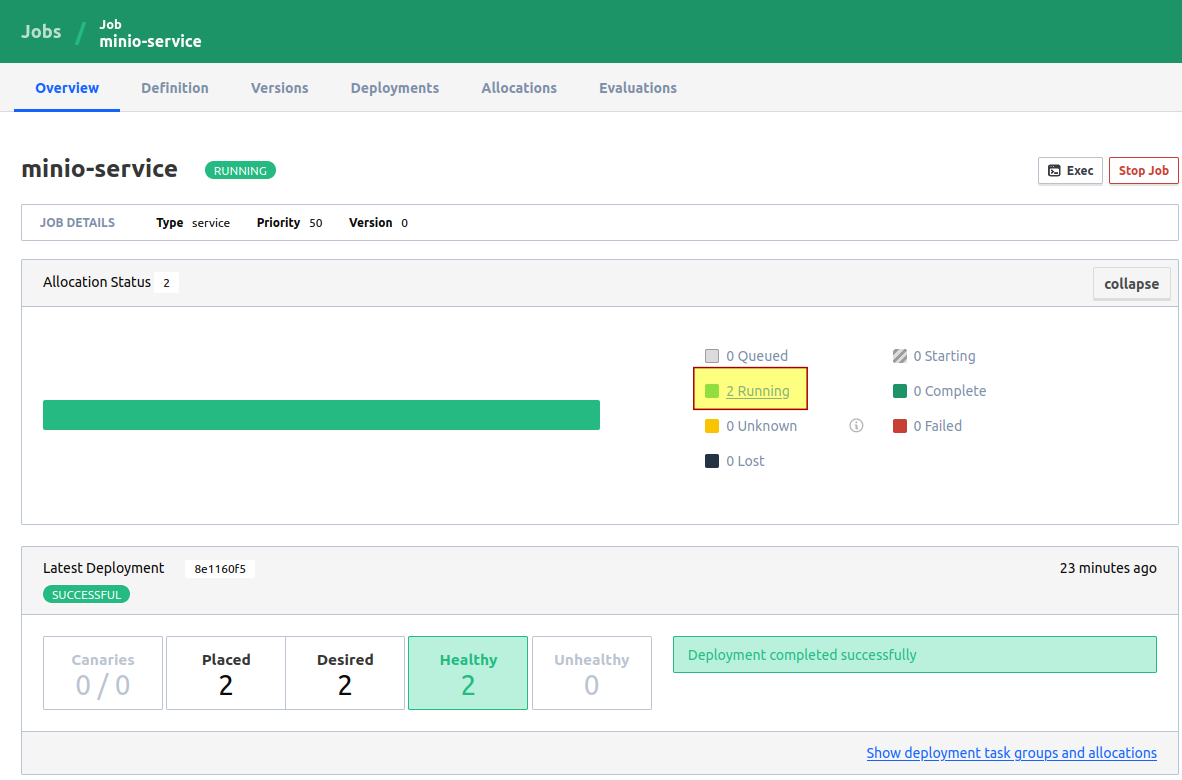 Jobs / Job
minio-service
Overview Definition Versions Deployments Allocations Evaluations
minio-service RUNNING Exec Stop Job
JOB DETAILS Type service Priority 50 Version 0
Allocation Status 2 collapse
0 Queued 0 Starting
2 Running 0 Complete
0 Unknown 0 Failed
0 Lost
Latest Deployment 8e1160f5 23 minutes ago
SUCCESSFUL
Canaries Placed Desired Healthy Unhealthy Deployment completed successfully
0 / 0 2 2 2 0
Show deployment task groups and allocations